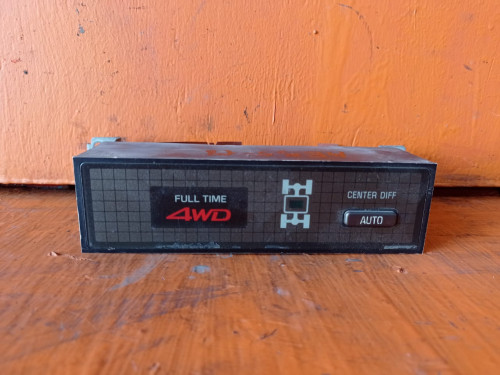 FULL TIME
4WD
CENTER DIFF
AUTO